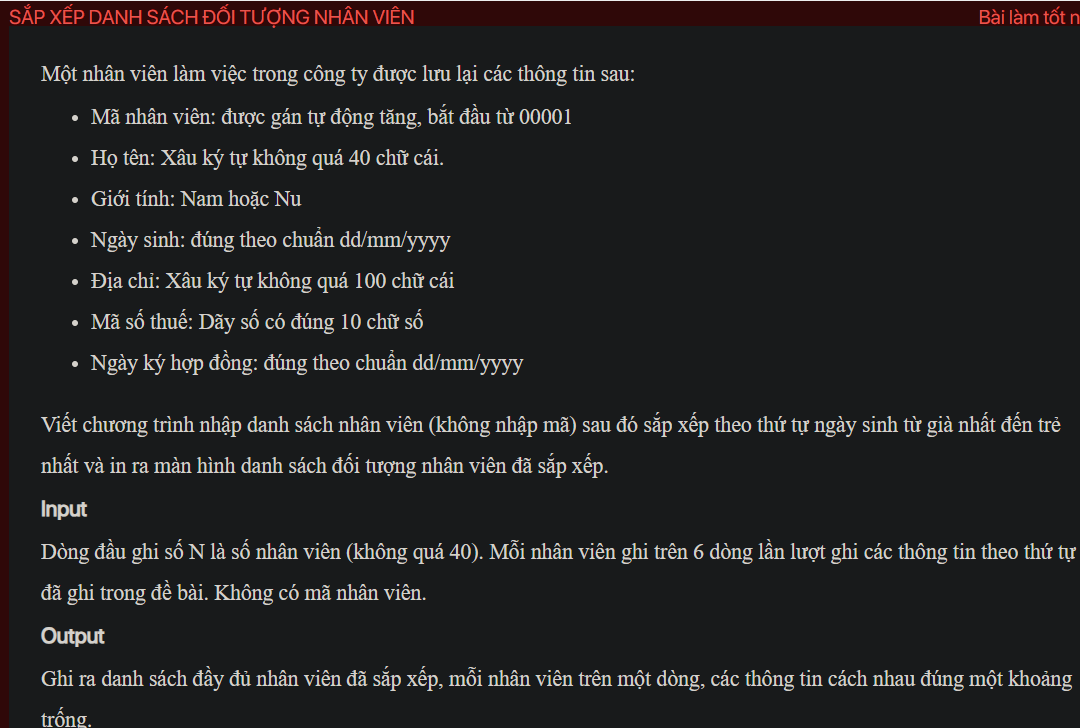 SẮP XẾP DANH SÁCH ĐỐI TƯỢNG NHÂN VIÊN
Bài làm tốt n
Một nhân viên làm việc trong công ty được lưu lại các thông tin sau:
• Mã nhân viên: được gán tự động tăng, bắt đầu từ 00001
• Họ tên: Xâu ký tự không quá 40 chữ cái.
• Giới tính: Nam hoặc Nu
• Ngày sinh: đúng theo chuẩn dd/mm/yyyy
• Địa chỉ: Xâu ký tự không quá 100 chữ cái
• Mã số thuế: Dãy số có đúng 10 chữ số
• Ngày ký hợp đồng: đúng theo chuẩn dd/mm/yyyy
Viết chương trình nhập danh sách nhân viên (không nhập mã) sau đó sắp xếp theo thứ tự ngày sinh từ già nhất đến trẻ
nhất và in ra màn hình danh sách đối tượng nhân viên đã sắp xếp.
Input
Dòng đầu ghi số N là số nhân viên (không quá 40). Mỗi nhân viên ghi trên 6 dòng lần lượt ghi các thông tin theo thứ tự
đã ghi trong đề bài. Không có mã nhân viên.
Output
Ghi ra danh sách đầy đủ nhân viên đã sắp xếp, mỗi nhân viên trên một dòng, các thông tin cách nhau đúng một khoảng
trống.